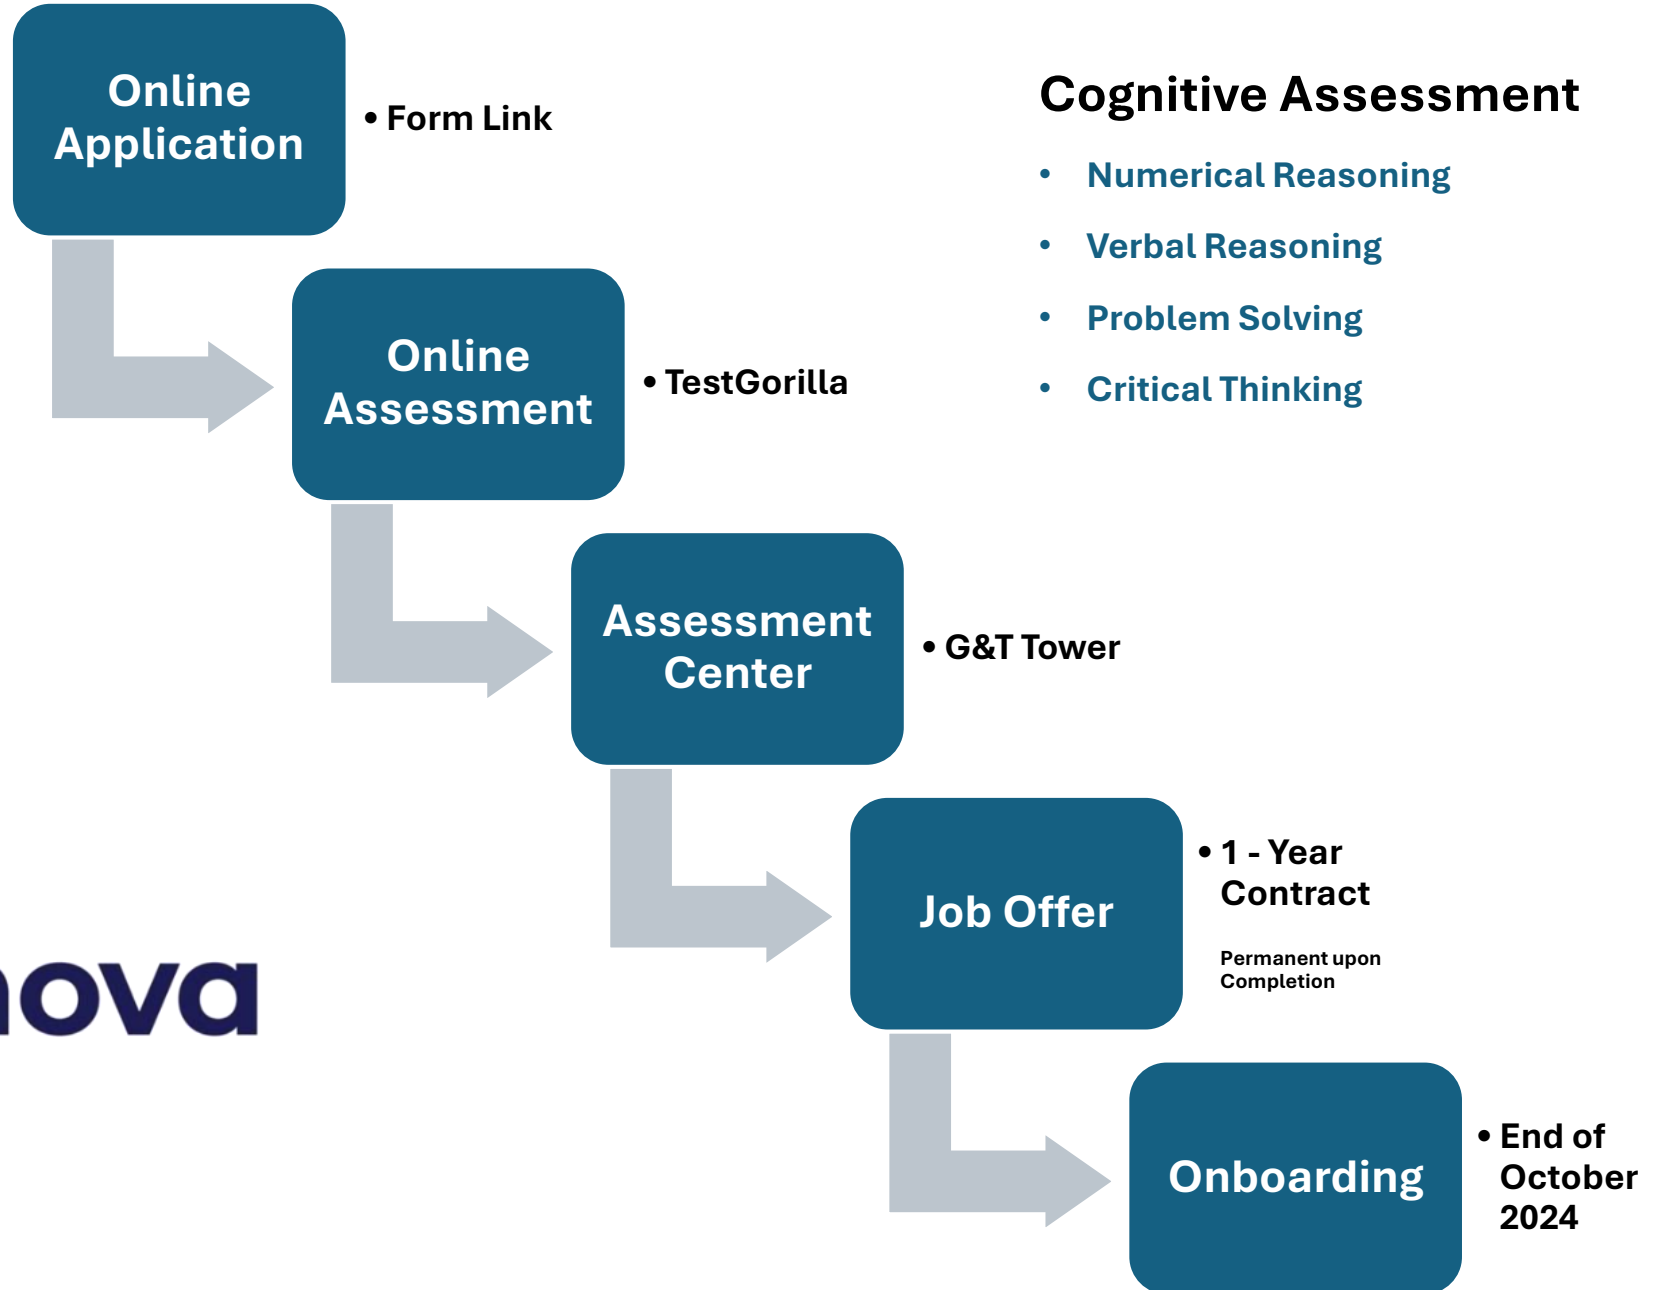 Online
Application
• Form Link
Cognitive Assessment
• Numerical Reasoning
• Verbal Reasoning
• Problem Solving
• Critical Thinking
Online
Assessment
• TestGorilla
Assessment
Center
• G&T Tower
Job Offer
• 1 - Year
Contract
Permanent upon
Completion
nova
Onboarding
• End of
October
2024